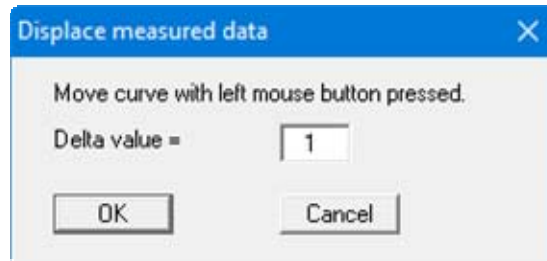 Displace measured data
Move curve with left mouse button pressed.
Delta value =
1
OK
Cancel